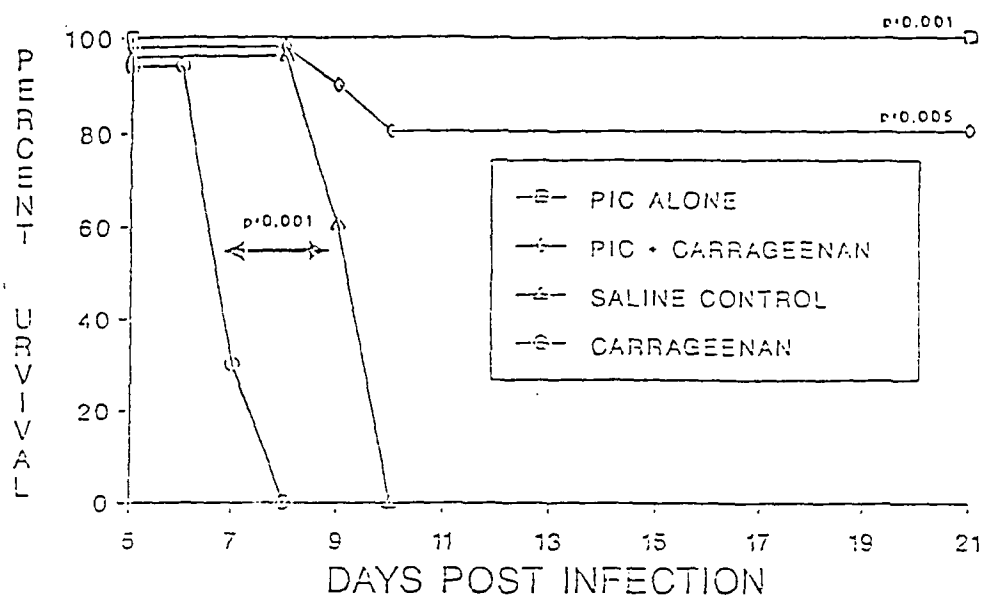 PERCENT URVIVAL
100
80
60
40
20
0
p<0.001
p<0.005
p<0.001
PIC ALONE
PIC + CARRAGEENAN
SALINE CONTROL
CARRAGEENAN
5 7 9 11 13 15 17 19 21
DAYS POST INFECTION